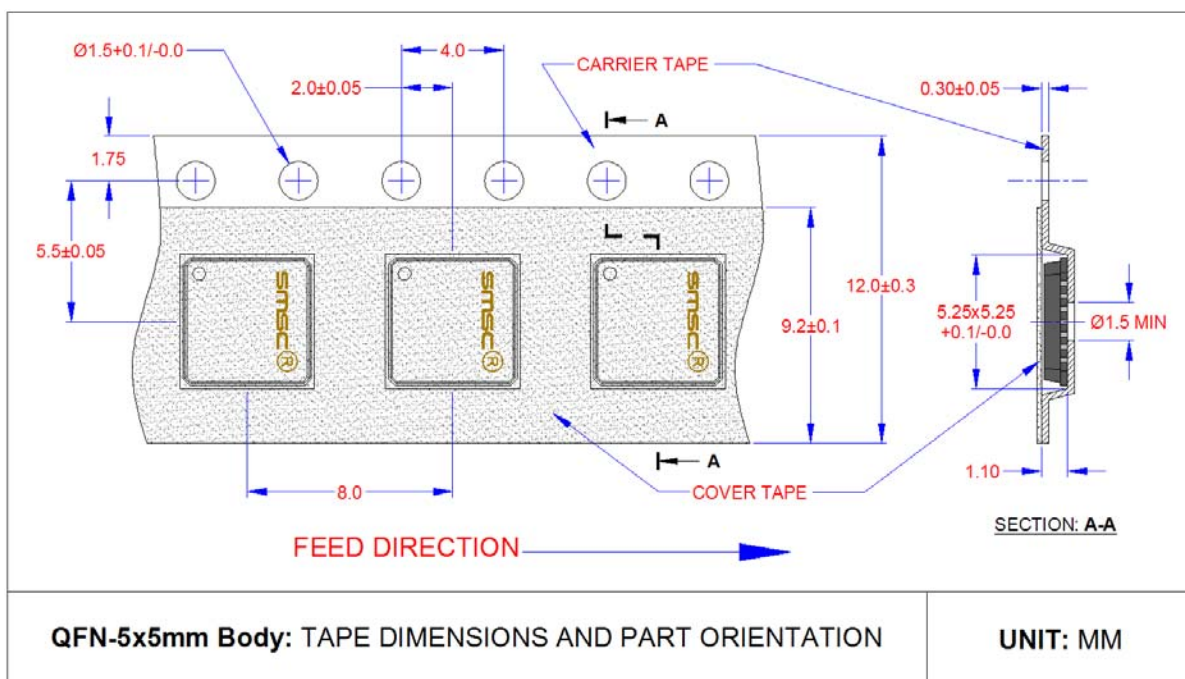 Ø1.5+0.1/-0.0
4.0
2.0±0.05
CARRIER TAPE
0.30±0.05
A
1.75
5.5±0.05
smsc®
smsc®
smsc®
12.0±0.3
9.2±0.1
5.25x5.25
+0.1/-0.0
Ø1.5 MIN
A
1.10
8.0
COVER TAPE
SECTION: A-A
FEED DIRECTION
QFN-5x5mm Body: TAPE DIMENSIONS AND PART ORIENTATION
UNIT: MM